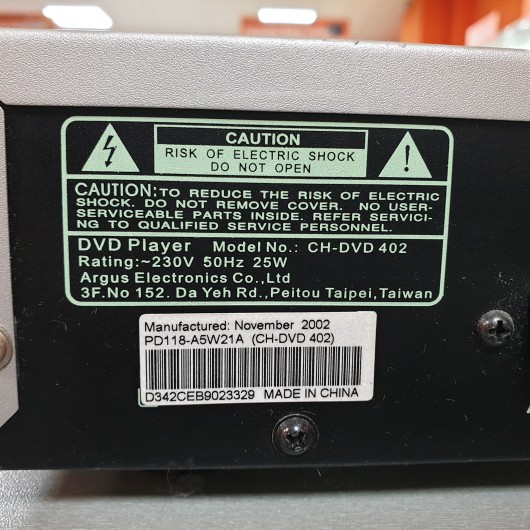 CAUTION
RISK OF ELECTRIC SHOCK
DO NOT OPEN
CAUTION:TO REDUCE THE RISK OF ELECTRIC
SHOCK. DO NOT REMOVE COVER. NO USER-
SERVICEABLE PARTS INSIDE. REFER SERVICI-
NG TO QUALIFIED SERVICE PERSONNEL.
DVD Player Model No.: CH-DVD 402
Rating:~230V 50Hz 25W
Argus Electronics Co.,Ltd
3F.No 152. Da Yeh Rd.,Peitou Taipei,Taiwan
Manufactured: November 2002
PD118-A5W21A (CH-DVD 402)
D342CEB9023329 MADE IN CHINA